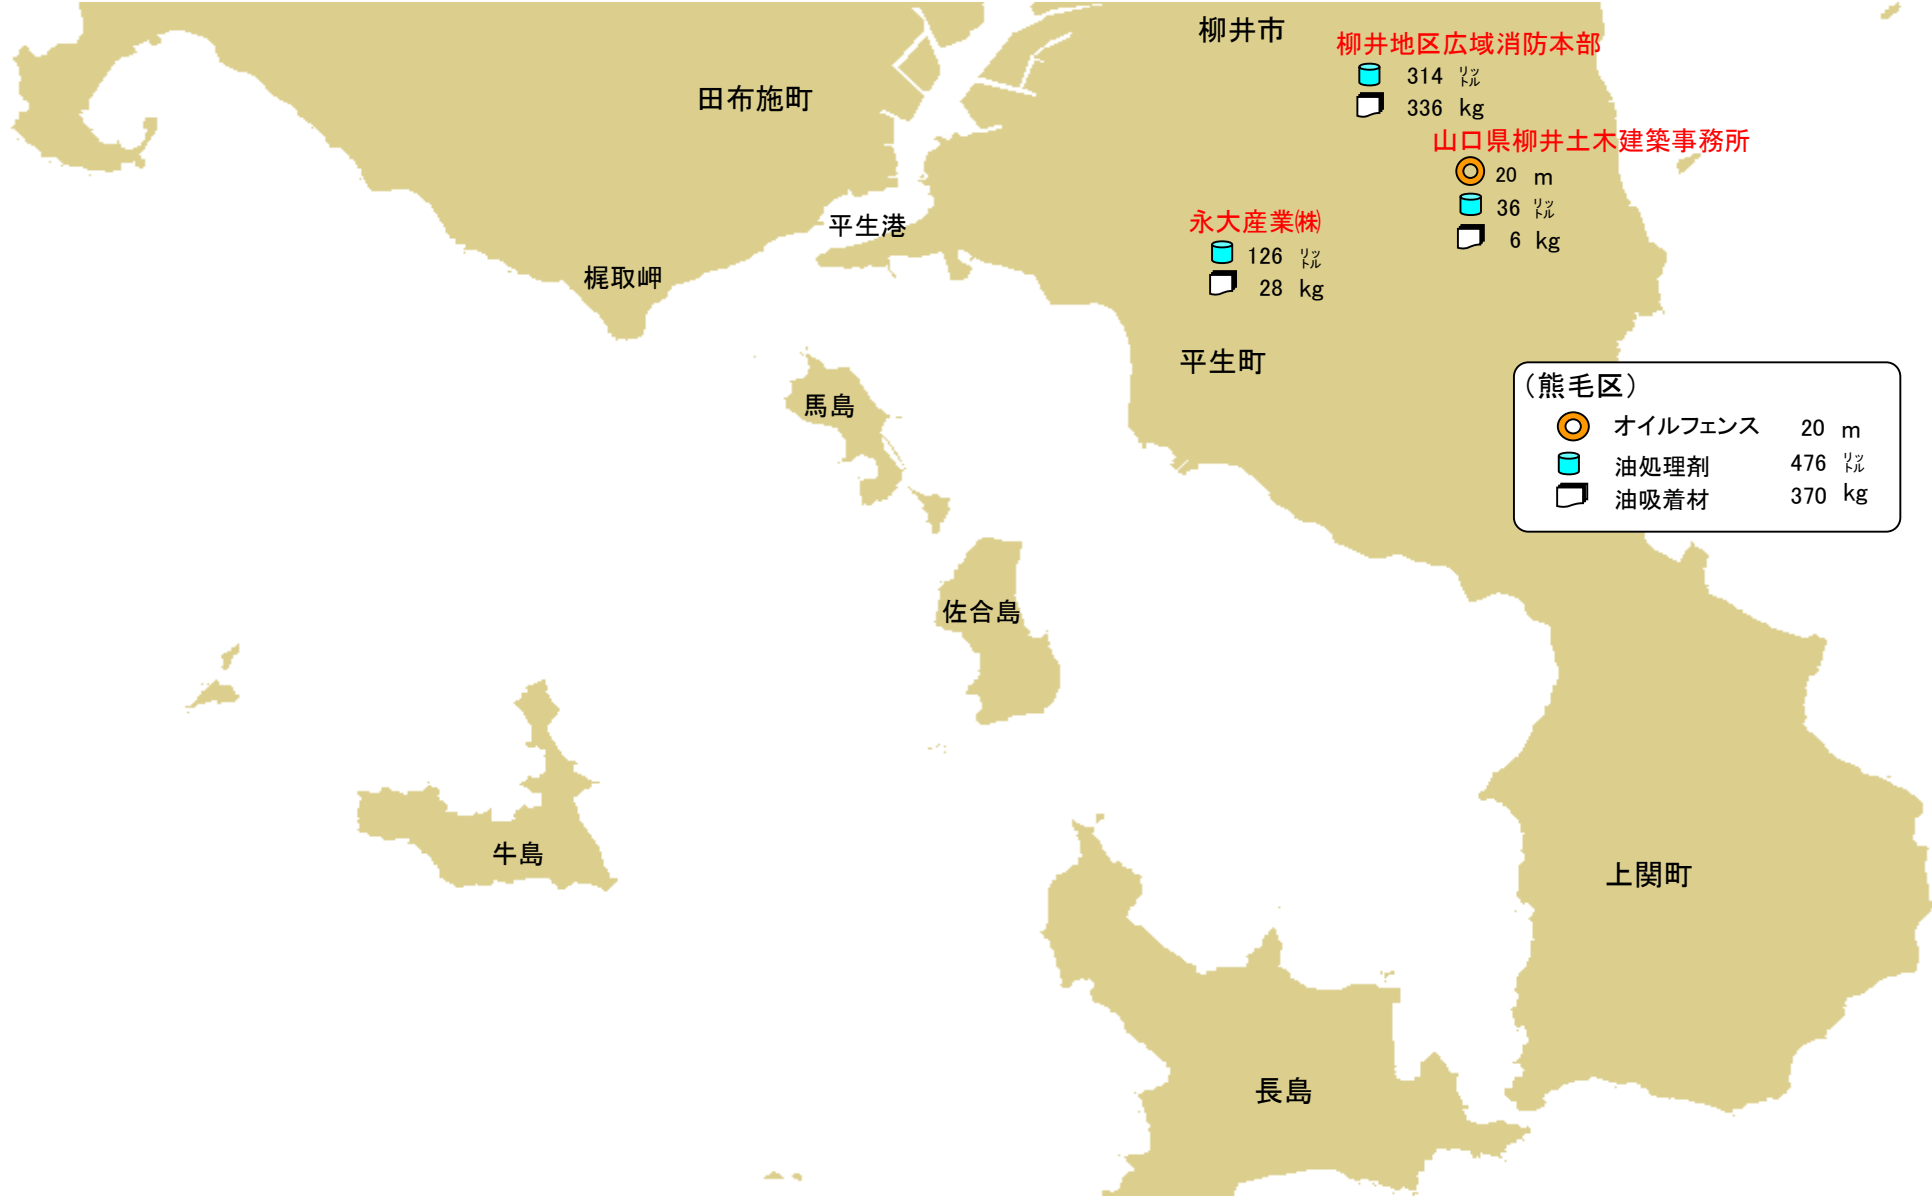 柳井市
柳井地区広域消防本部
314 リットル
336 kg
田布施町
山口県柳井土木建築事務所
20 m
36 リットル
6 kg
平生港
永大産業㈱
126 リットル
28 kg
梶取岬
平生町
(熊毛区)
オイルフェンス 20 m
油処理剤 476 リットル
油吸着材 370 kg
馬島
佐合島
牛島
上関町
長島